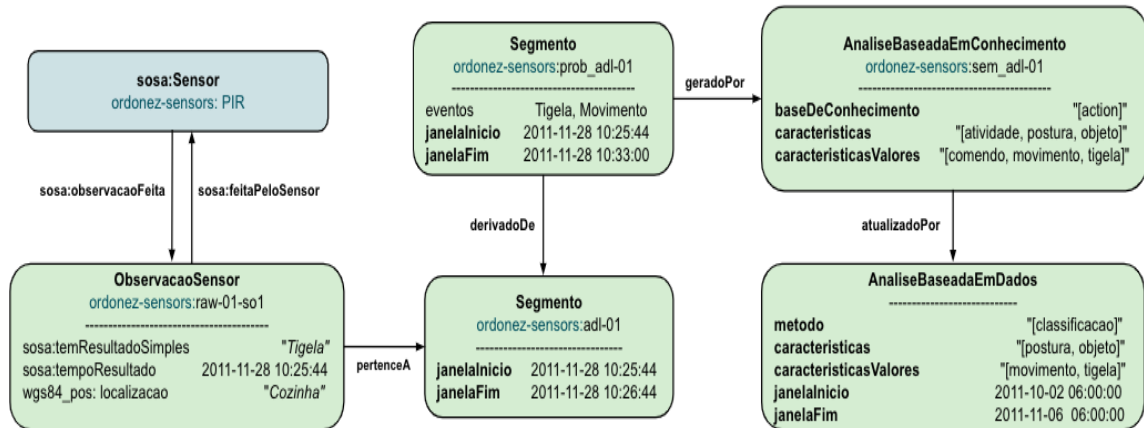 sosa:Sensor
ordonez-sensors: PIR
sosa:observacaoFeita
sosa:feitaPeloSensor
ObservacaoSensor
ordonez-sensors:raw-01-so1
----------------------------------------
sosa:temResultadoSimples "Tigela"
sosa:tempoResultado 2011-11-28 10:25:44
wgs84_pos: localizacao "Cozinha"
pertenceA
Segmento
ordonez-sensors:prob_adl-01
----------------------------------------
eventos Tigela, Movimento
janelaInicio 2011-11-28 10:25:44
janelaFim 2011-11-28 10:33:00
geradoPor
derivadoDe
Segmento
ordonez-sensors:adl-01
--------------------------------
janelaInicio 2011-11-28 10:25:44
janelaFim 2011-11-28 10:26:44
AnaliseBaseadaEmConhecimento
ordonez-sensors:sem_adl-01
------------------------------------------
baseDeConhecimento "[action]"
caracteristicas "[atividade, postura, objeto]"
caracteristicasValores "[comendo, movimento, tigela]"
atualizadoPor
AnaliseBaseadaEmDados
----------------------------
metodo "[classificacao]"
caracteristicas "[postura, objeto]"
caracteristicasValores "[movimento, tigela]"
janelaInicio 2011-10-02 06:00:00
janelaFim 2011-11-06 06:00:00